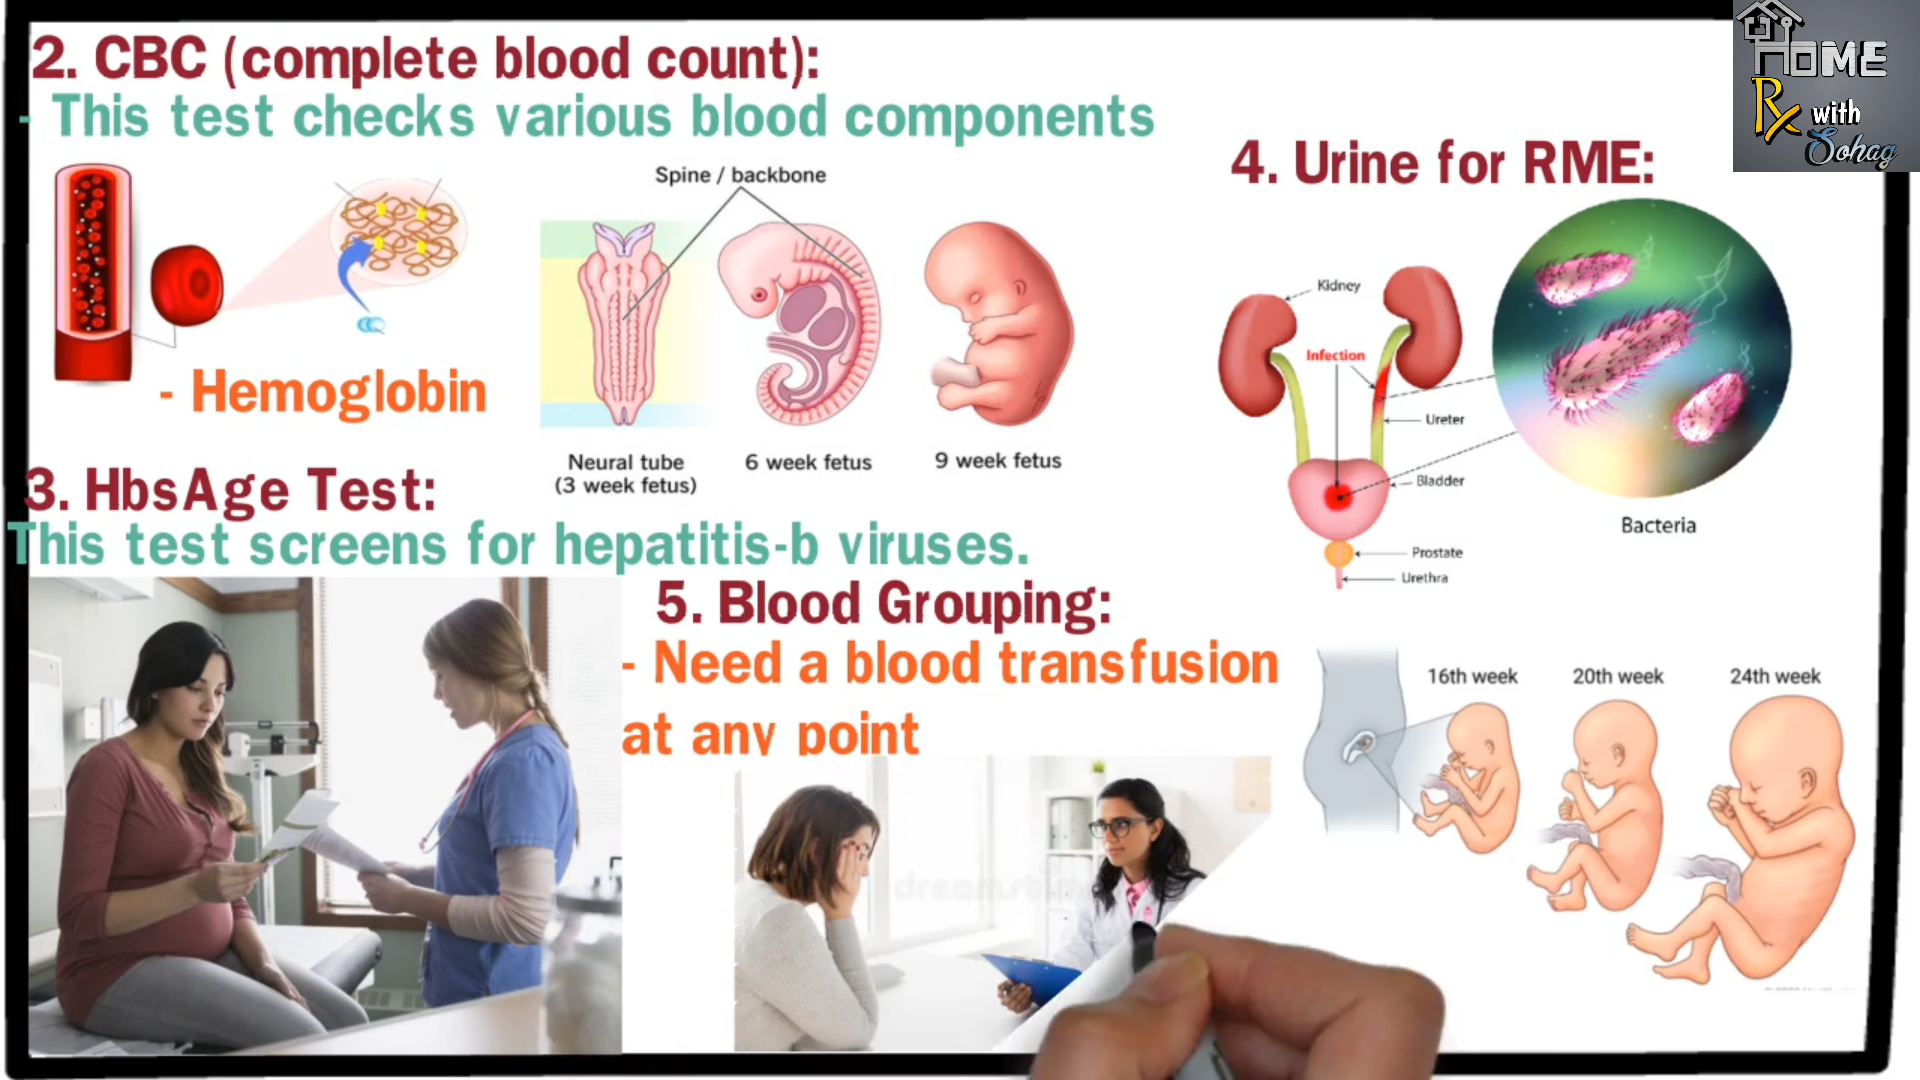 2. CBC (complete blood count):
- This test checks various blood components
Spine / backbone
- Hemoglobin
Neural tube
(3 week fetus)
6 week fetus
9 week fetus
3. HbsAge Test:
This test screens for hepatitis-b viruses.
4. Urine for RME:
Kidney
Infection
Ureter
Bladder
Prostate
Urethra
Bacteria
5. Blood Grouping:
- Need a blood transfusion
at any point
16th week
20th week
24th week
HOME
Rx with
Sohag